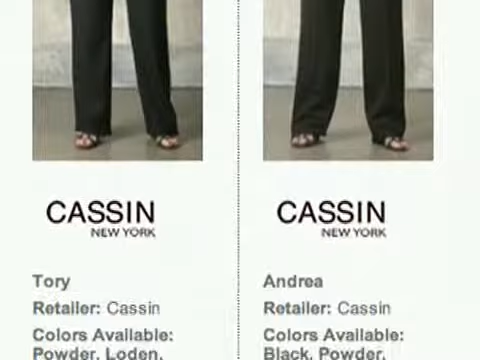 CASSIN
NEW YORK
Tory
Retailer: Cassin
Colors Available:
Powder, Loden,
CASSIN
NEW YORK
Andrea
Retailer: Cassin
Colors Available:
Black, Powder,